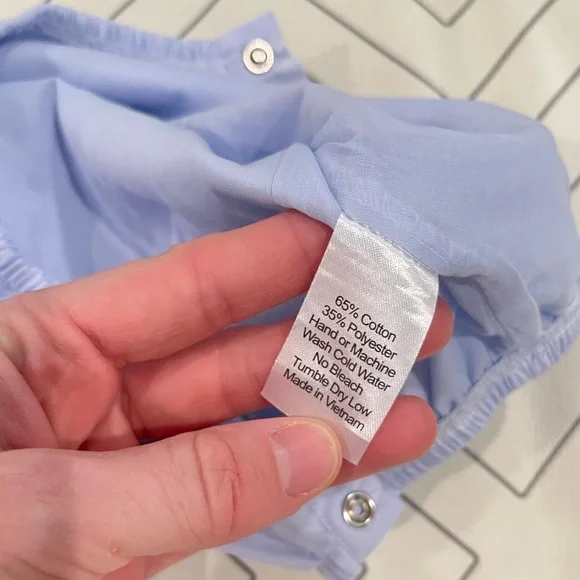 65% Cotton
35% Polyester
Hand or Machine
Wash Cold Water
No Bleach
Tumble Dry Low
Made in Vietnam